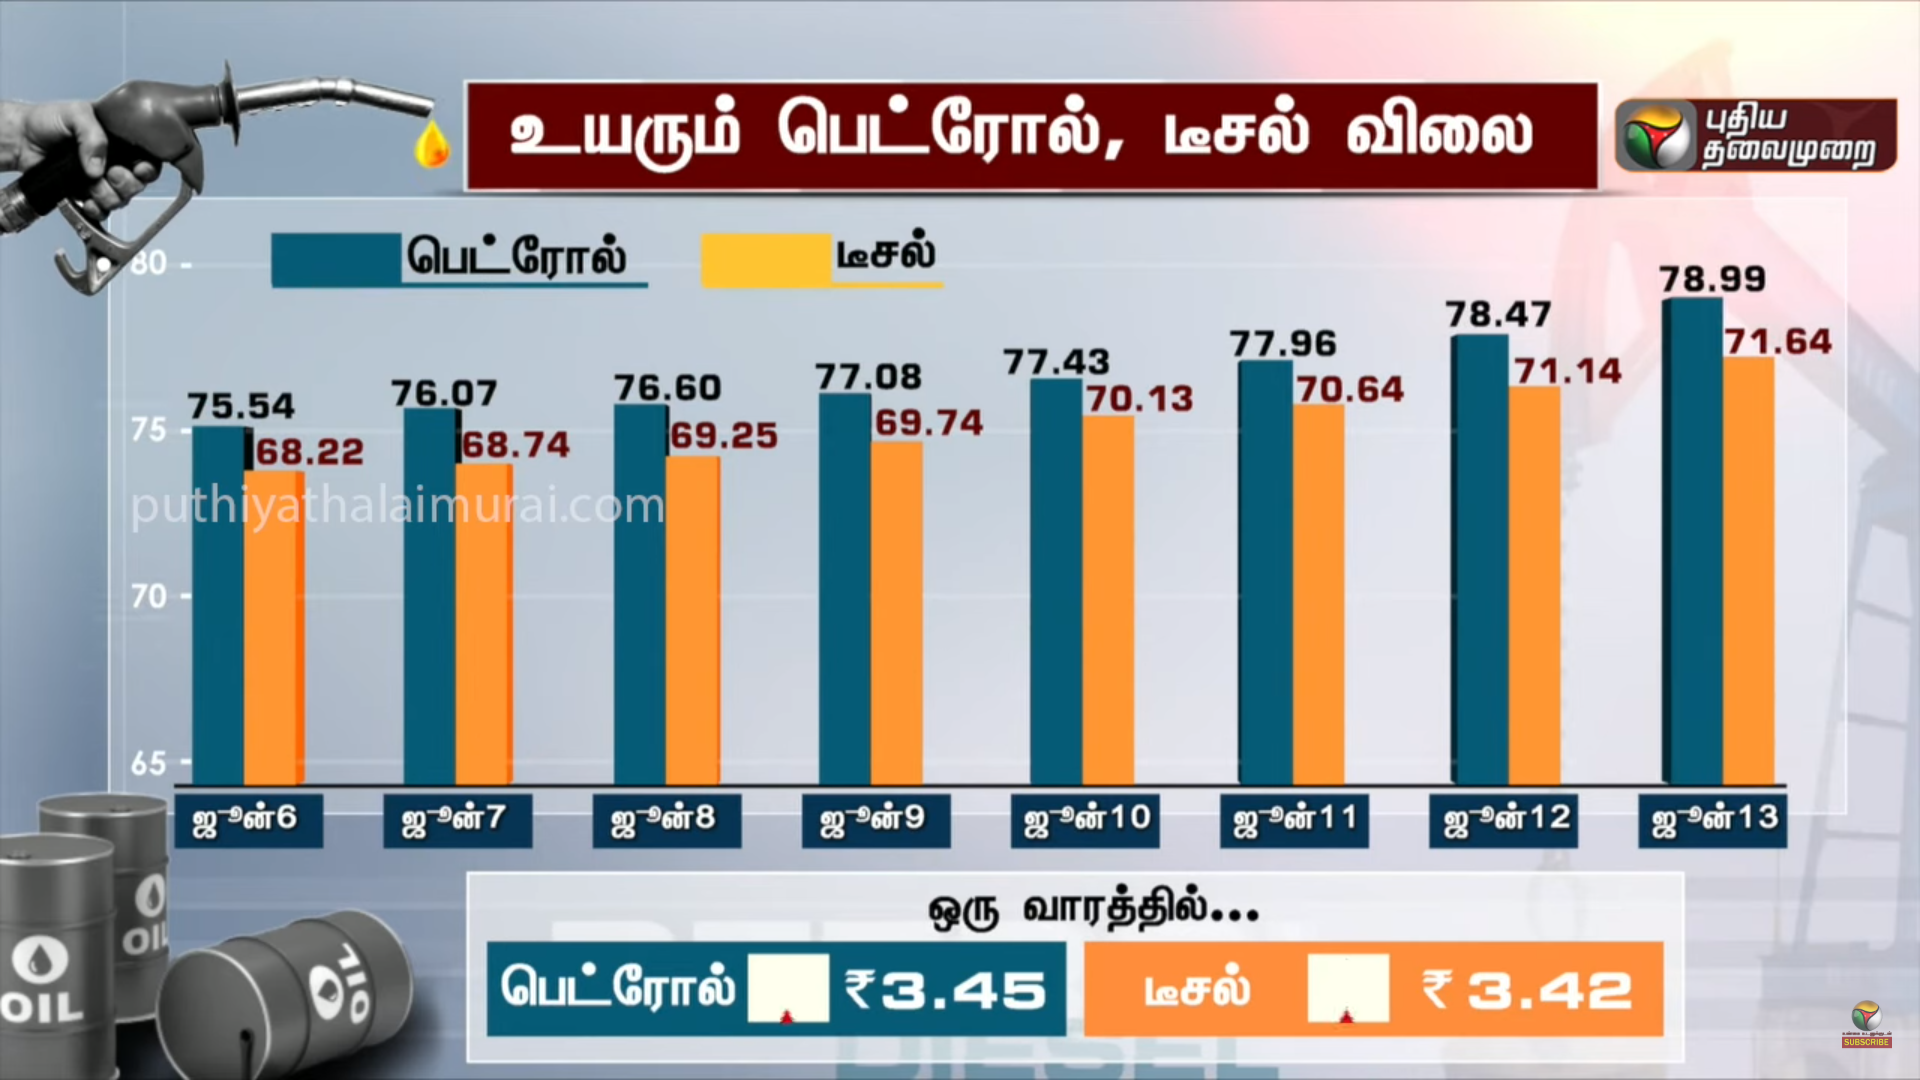 உயரும் பெட்ரோல், டீசல் விலை
புதிய
தலைமுறை
பெட்ரோல்
டீசல்
80
75
70
65
75.54
68.22
76.07
68.74
76.60
69.25
77.08
69.74
77.43
70.13
77.96
70.64
78.47
71.14
78.99
71.64
puthiyathalaimurai.com
ஜூன்6
ஜூன்7
ஜூன்8
ஜூன்9
ஜூன்10
ஜூன்11
ஜூன்12
ஜூன்13
ஒரு வாரத்தில்...
பெட்ரோல் ₹3.45
டீசல் ₹ 3.42
OIL
OIL
OIL
DIESEL
SUBSCRIBE